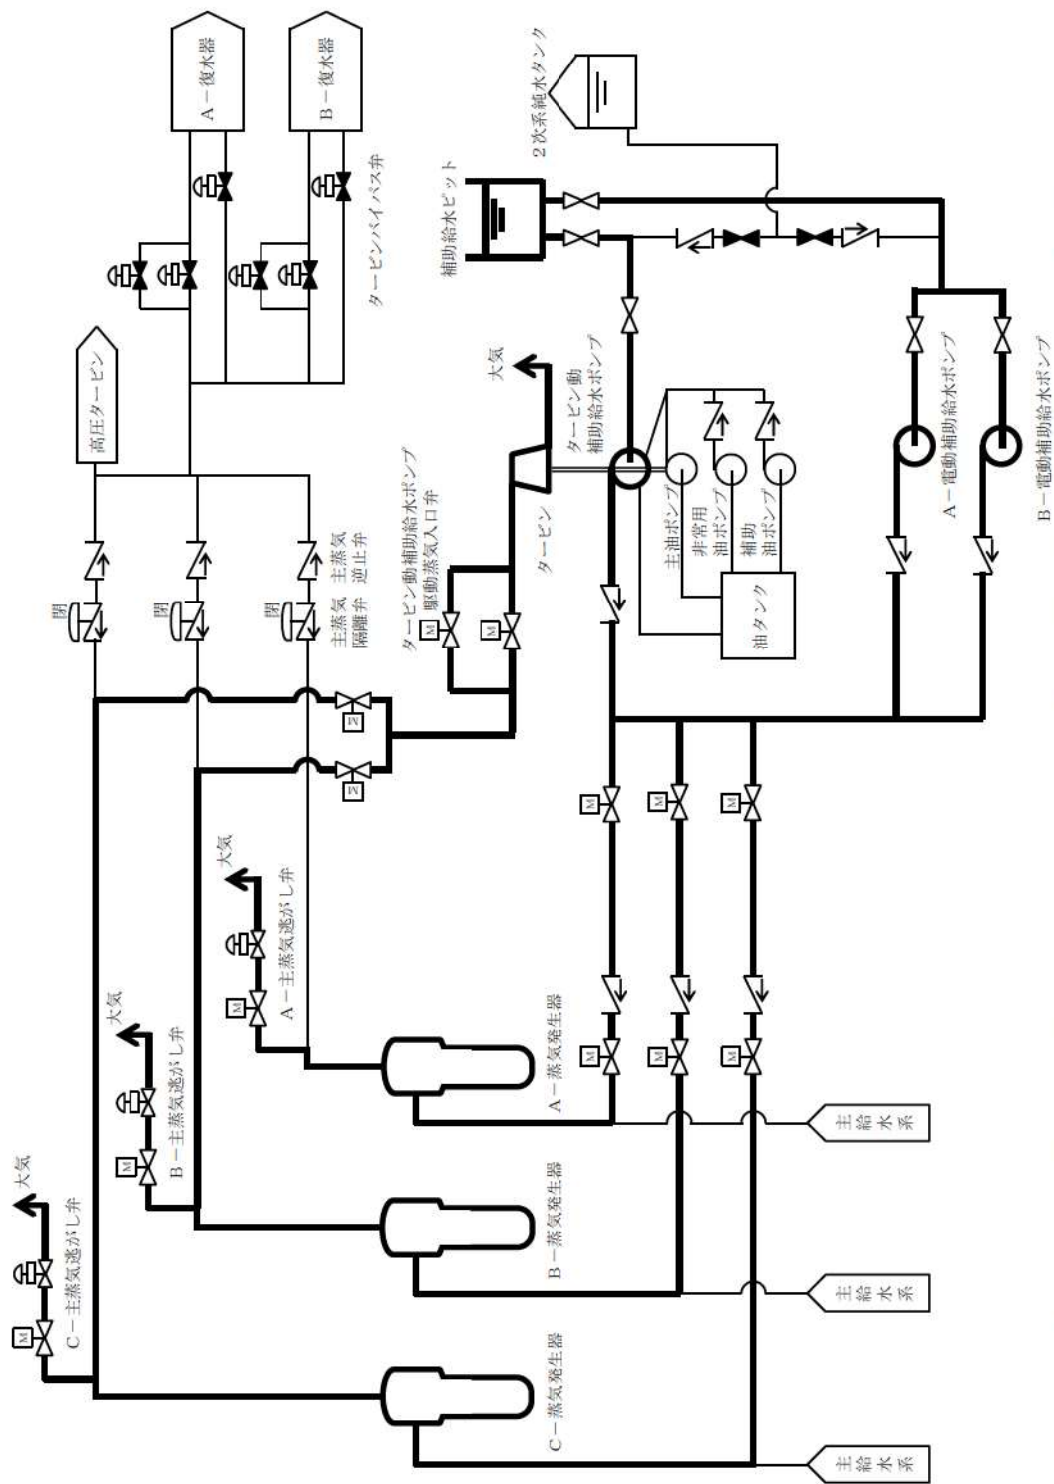 A－復水器
B－復水器
タービンバイパス弁
2次系純水タンク
補助給水ピット
高圧タービン
閉
閉
閉
主蒸気
隔離弁
主蒸気
逆止弁
タービン動補助給水ポンプ
駆動蒸気入口弁
M
M
M
M
タービン
大気
タービン動
補助給水ポンプ
主油ポンプ
非常用
油ポンプ
補助
油ポンプ
油タンク
A－電動補助給水ポンプ
B－電動補助給水ポンプ
大気
M
A－主蒸気逃がし弁
大気
M
B－主蒸気逃がし弁
大気
M
C－主蒸気逃がし弁
M
M
M
M
M
M
A－蒸気発生器
B－蒸気発生器
C－蒸気発生器
主給水系
主給水系
主給水系